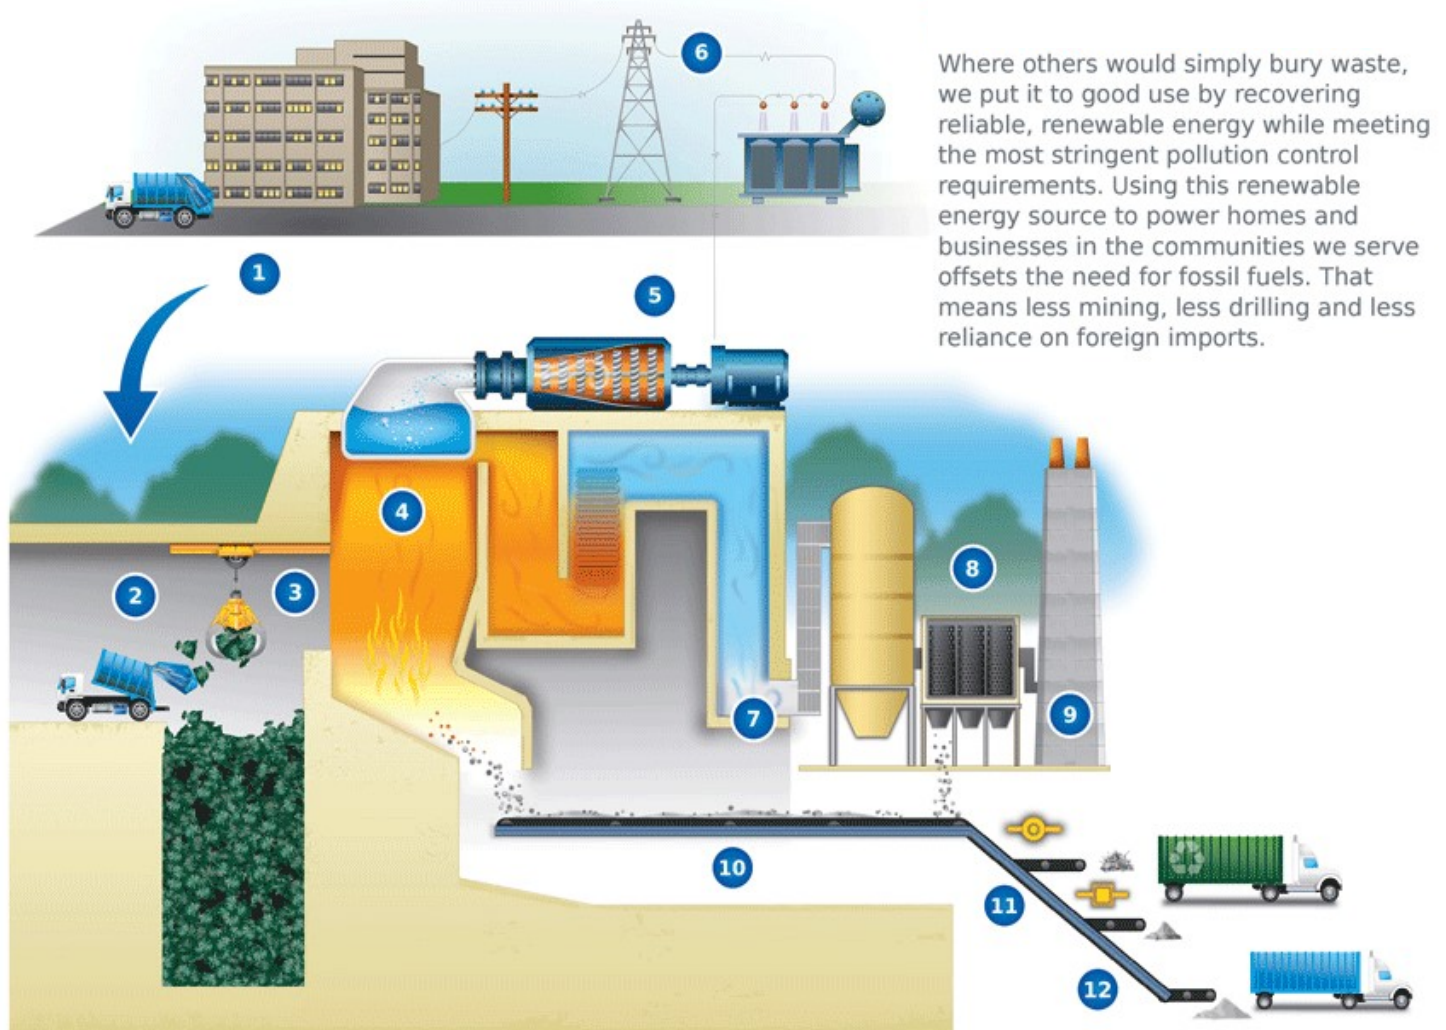 6
Where others would simply bury waste,
we put it to good use by recovering
reliable, renewable energy while meeting
the most stringent pollution control
requirements. Using this renewable
energy source to power homes and
businesses in the communities we serve
offsets the need for fossil fuels. That
means less mining, less drilling and less
reliance on foreign imports.
1
5
4
2
3
8
7
9
10
11
12